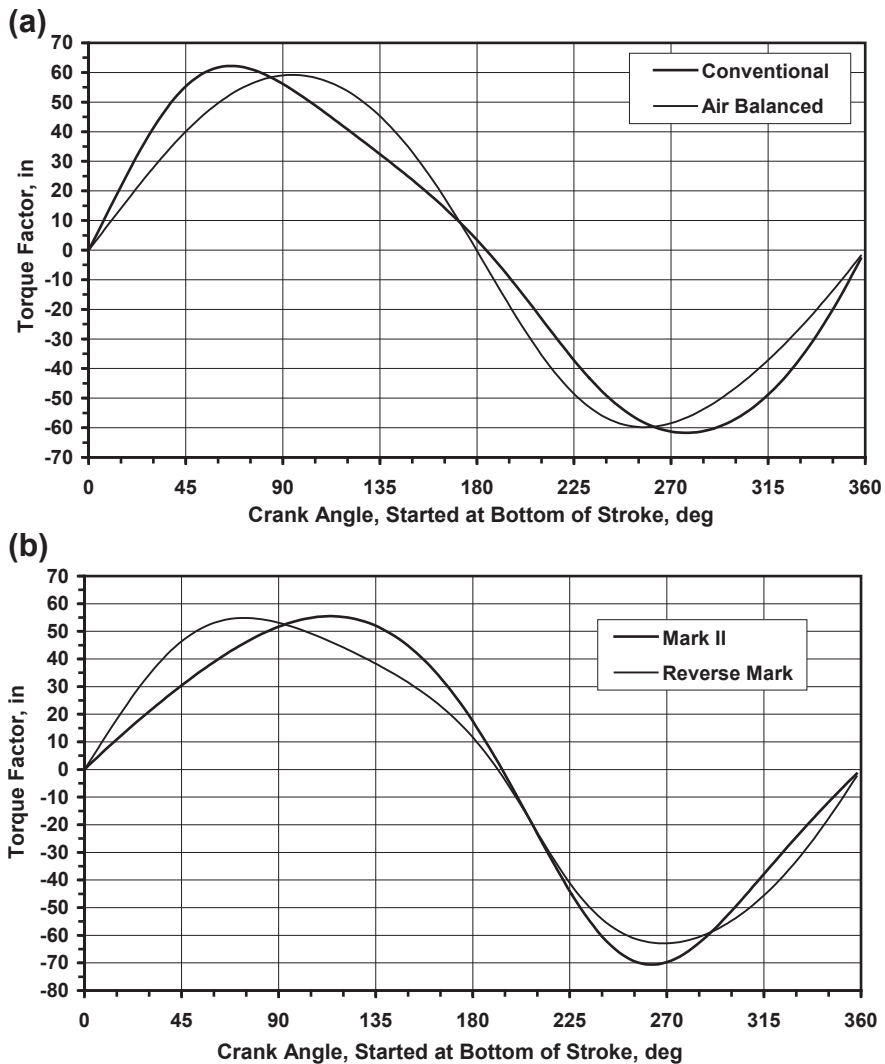 (a)
70
60
50
40
30
20
10
0
-10
-20
-30
-40
-50
-60
-70
Torque Factor, in
Conventional
Air Balanced
0 45 90 135 180 225 270 315 360
Crank Angle, Started at Bottom of Stroke, deg
(b)
70
60
50
40
30
20
10
0
-10
-20
-30
-40
-50
-60
-70
-80
Torque Factor, in
Mark II
Reverse Mark
0 45 90 135 180 225 270 315 360
Crank Angle, Started at Bottom of Stroke, deg